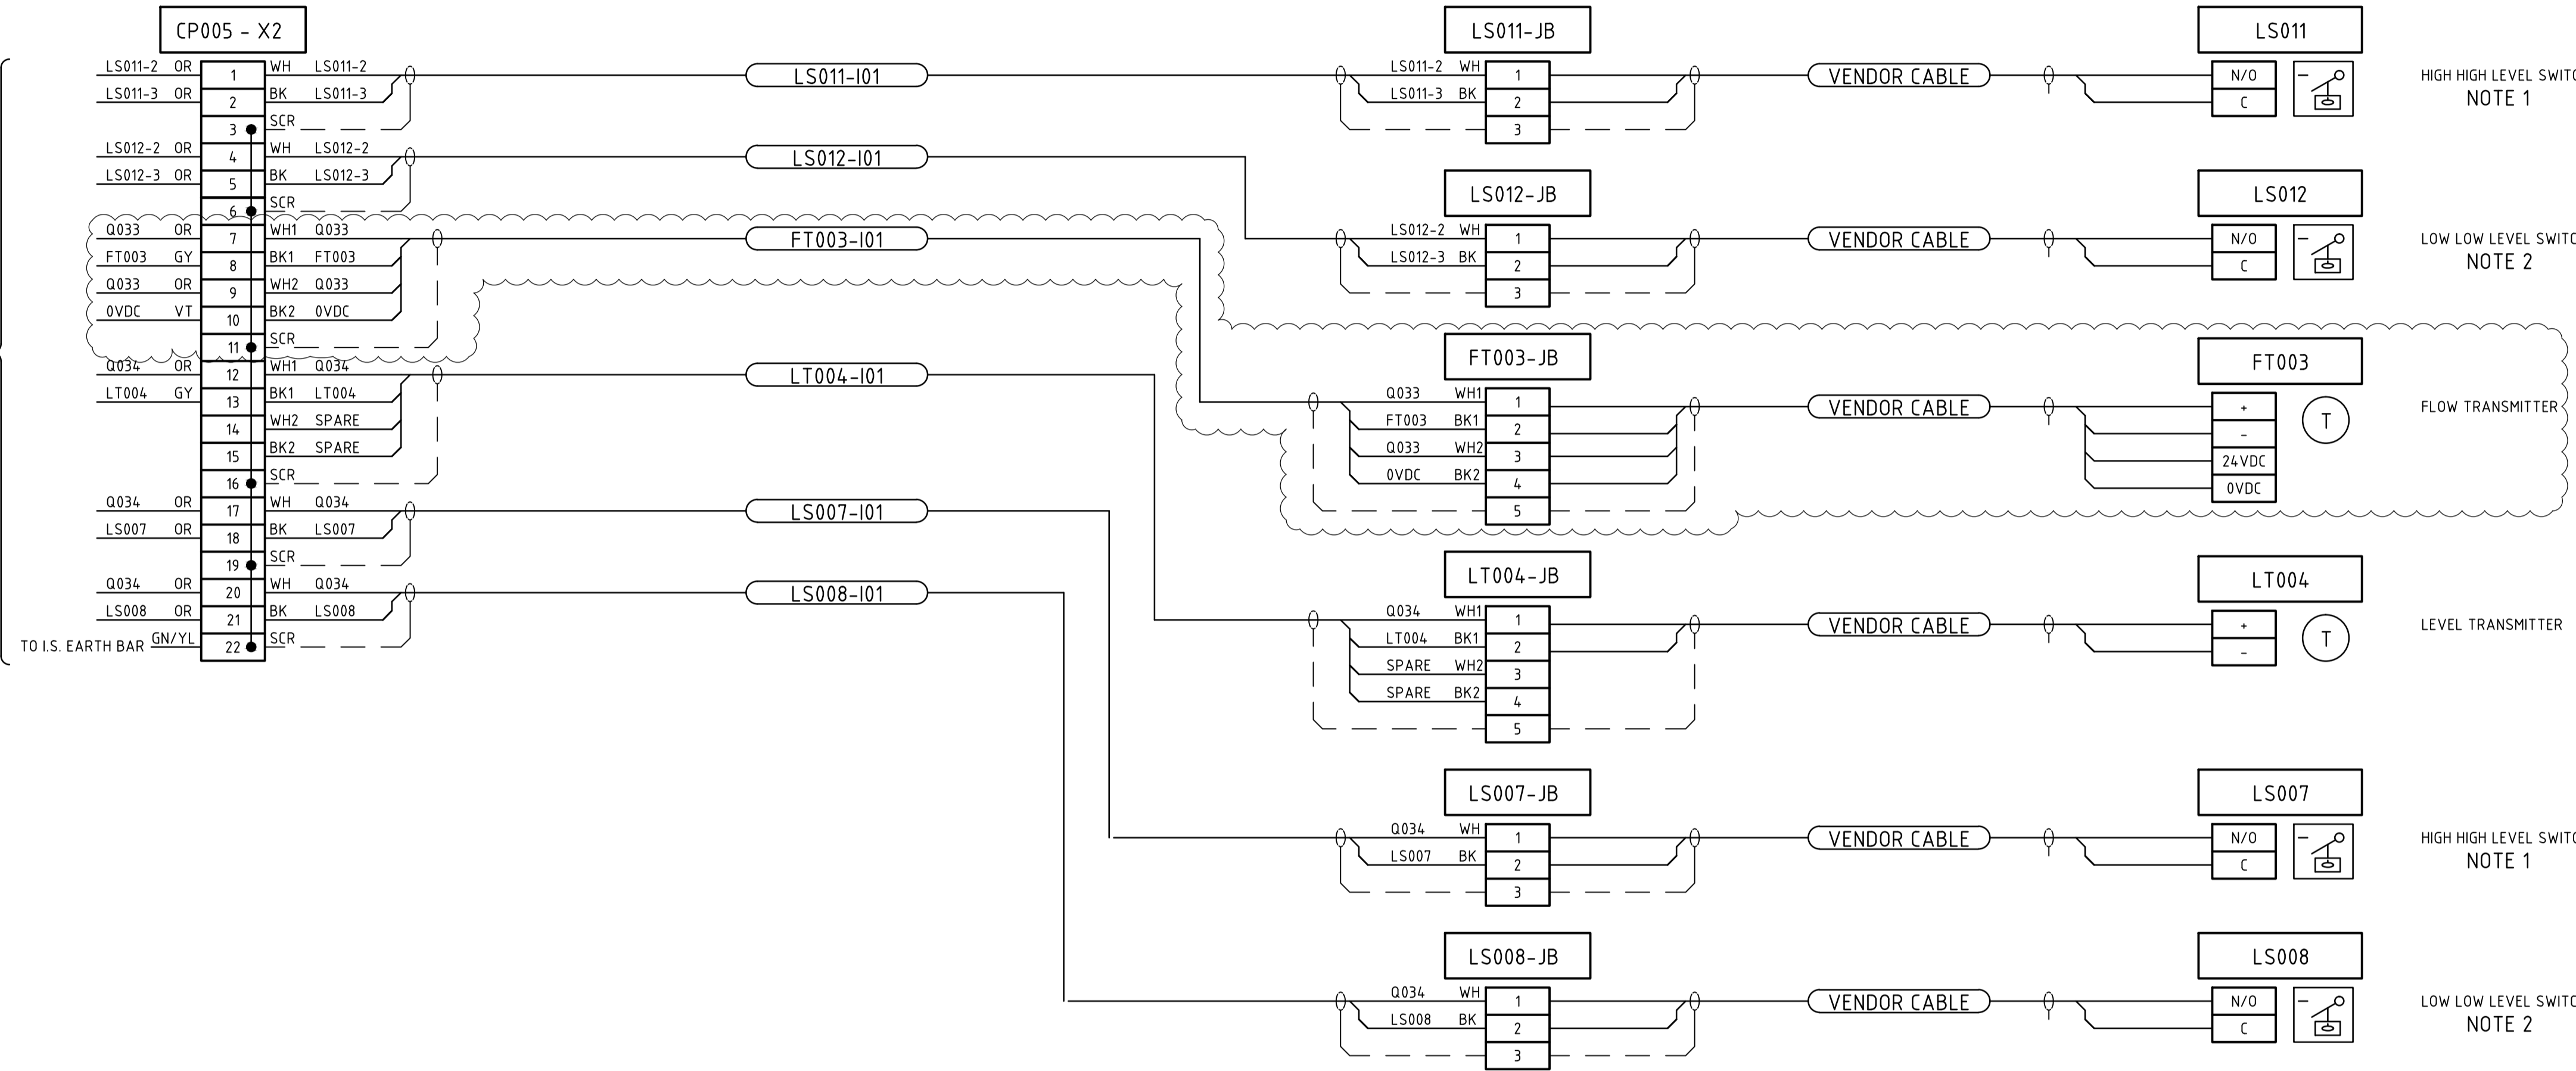 CP005 - X2
LS011-2 OR 1 WH LS011-2
LS011-3 OR 2 BK LS011-3
3 SCR
LS012-2 OR 4 WH LS012-2
LS012-3 OR 5 BK LS012-3
6 SCR
Q033 OR 7 WH1 Q033
FT003 GY 8 BK1 FT003
Q033 OR 9 WH2 Q033
0VDC VT 10 BK2 0VDC
11 SCR
Q034 OR 12 WH1 Q034
LT004 GY 13 BK1 LT004
14 WH2 SPARE
15 BK2 SPARE
16 SCR
Q034 OR 17 WH Q034
LS007 OR 18 BK LS007
19 SCR
Q034 OR 20 WH Q034
LS008 OR 21 BK LS008
TO I.S. EARTH BAR GN/YL 22 SCR
LS011-I01
LS012-I01
FT003-I01
LT004-I01
LS007-I01
LS008-I01
LS011-JB
LS011-2 WH 1
LS011-3 BK 2
3
VENDOR CABLE
LS011
N/O
C
HIGH HIGH LEVEL SWITC
NOTE 1
LS012-JB
LS012-2 WH 1
LS012-3 BK 2
3
VENDOR CABLE
LS012
N/O
C
LOW LOW LEVEL SWITC
NOTE 2
FT003-JB
Q033 WH1 1
FT003 BK1 2
Q033 WH2 3
0VDC BK2 4
5
VENDOR CABLE
FT003
+
-
24VDC
0VDC
T
FLOW TRANSMITTER
LT004-JB
Q034 WH1 1
LT004 BK1 2
SPARE WH2 3
SPARE BK2 4
5
VENDOR CABLE
LT004
+
-
T
LEVEL TRANSMITTER
LS007-JB
Q034 WH 1
LS007 BK 2
3
VENDOR CABLE
LS007
N/O
C
HIGH HIGH LEVEL SWITC
NOTE 1
LS008-JB
Q034 WH 1
LS008 BK 2
3
VENDOR CABLE
LS008
N/O
C
LOW LOW LEVEL SWITC
NOTE 2